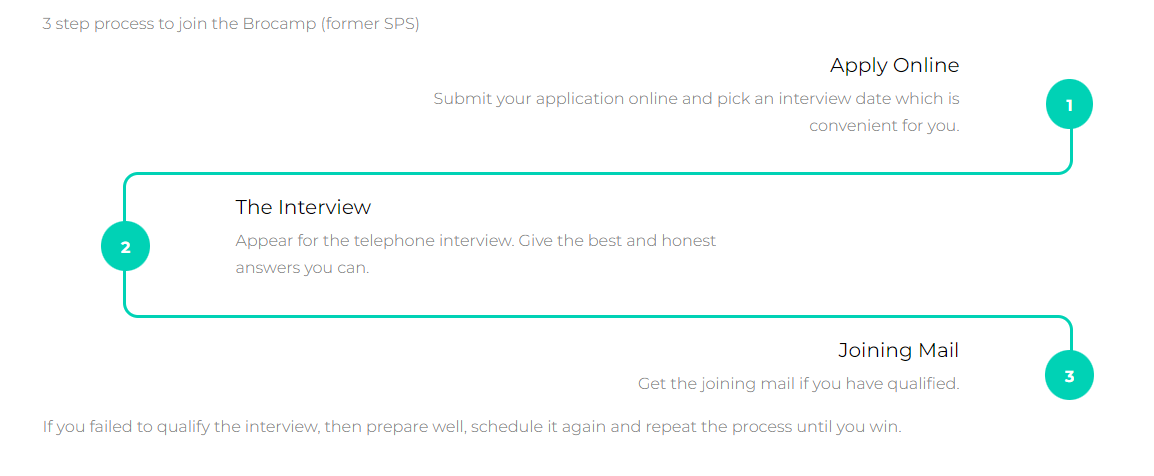 3 step process to join the Brocamp (former SPS)
Apply Online
Submit your application online and pick an interview date which is
convenient for you.
1
The Interview
Appear for the telephone interview. Give the best and honest
answers you can.
2
Joining Mail
Get the joining mail if you have qualified.
3
If you failed to qualify the interview, then prepare well, schedule it again and repeat the process until you win.